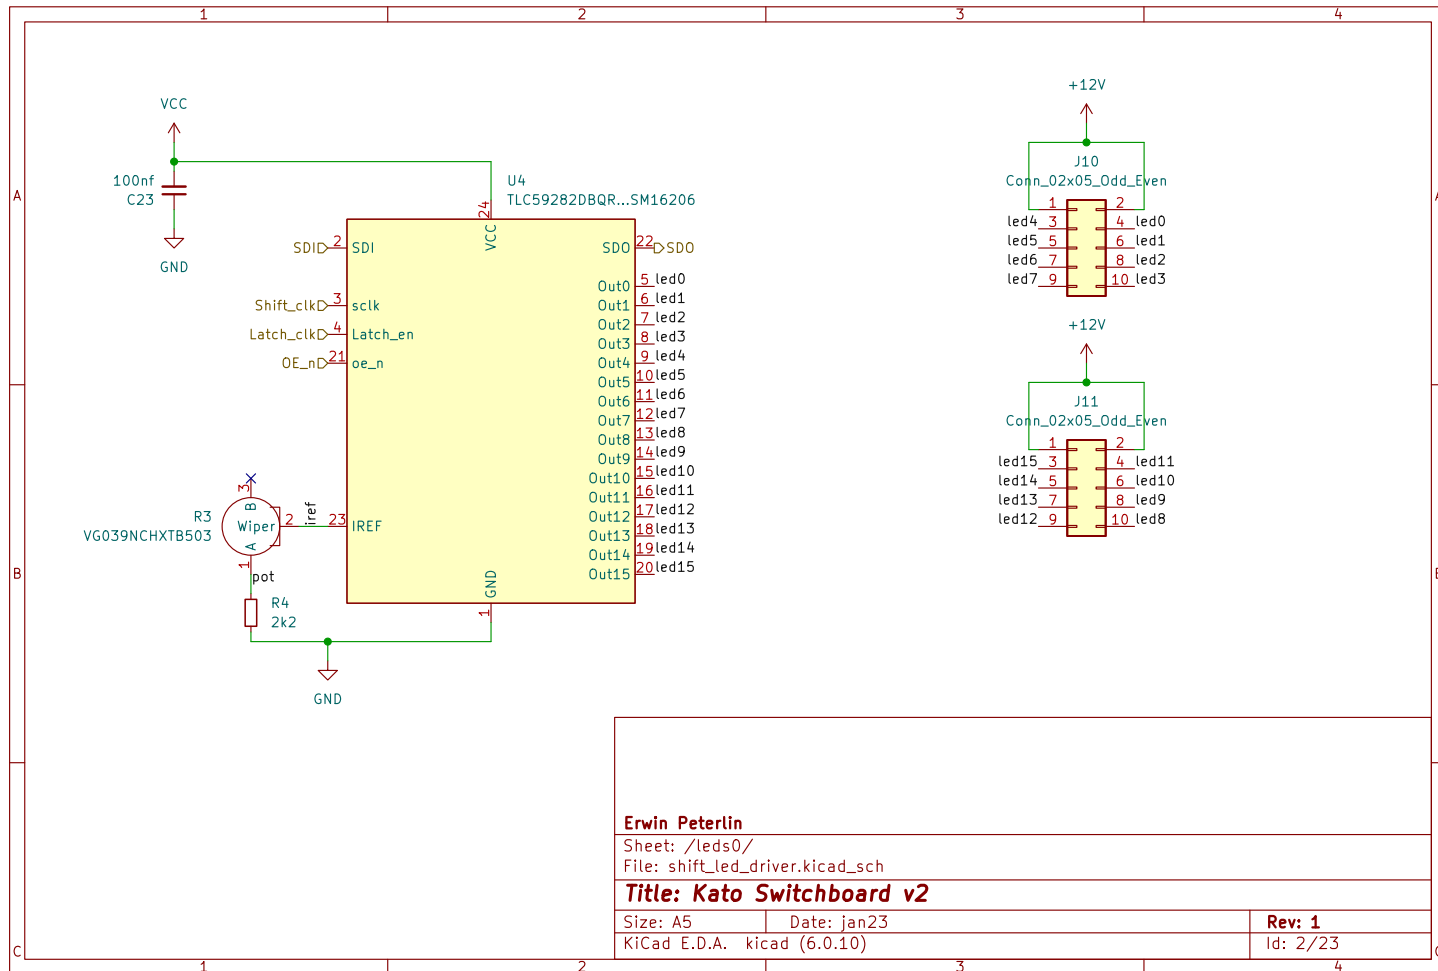 1 2 3 4
VCC
100nf
C23
GND
U4
TLC59282DBQR...SM16206
24
VCC
SDI 2 SDI
SDO 22 SDO
Shift_clk 3 sclk
Latch_clk 4 Latch_en
OE_n 21 oe_n
Out0 5 led0
Out1 6 led1
Out2 7 led2
Out3 8 led3
Out4 9 led4
Out5 10 led5
Out6 11 led6
Out7 12 led7
Out8 13 led8
Out9 14 led9
Out10 15 led10
Out11 16 led11
Out12 17 led12
Out13 18 led13
Out14 19 led14
Out15 20 led15
3
B
R3
VG039NCHXTB503
Wiper 2 iref 23 IREF
A
1
pot
R4
2k2
GND
1
GND
+12V
J10
Conn_02x05_Odd_Even
1 2
led4 3 4 led0
led5 5 6 led1
led6 7 8 led2
led7 9 10 led3
+12V
J11
Conn_02x05_Odd_Even
1 2
led15 3 4 led11
led14 5 6 led10
led13 7 8 led9
led12 9 10 led8
A
B
C
Erwin Peterlin
Sheet: /leds0/
File: shift_led_driver.kicad_sch
Title: Kato Switchboard v2
Size: A5 Date: jan23 Rev: 1
KiCad E.D.A. kicad (6.0.10) Id: 2/23
1 2 3 4